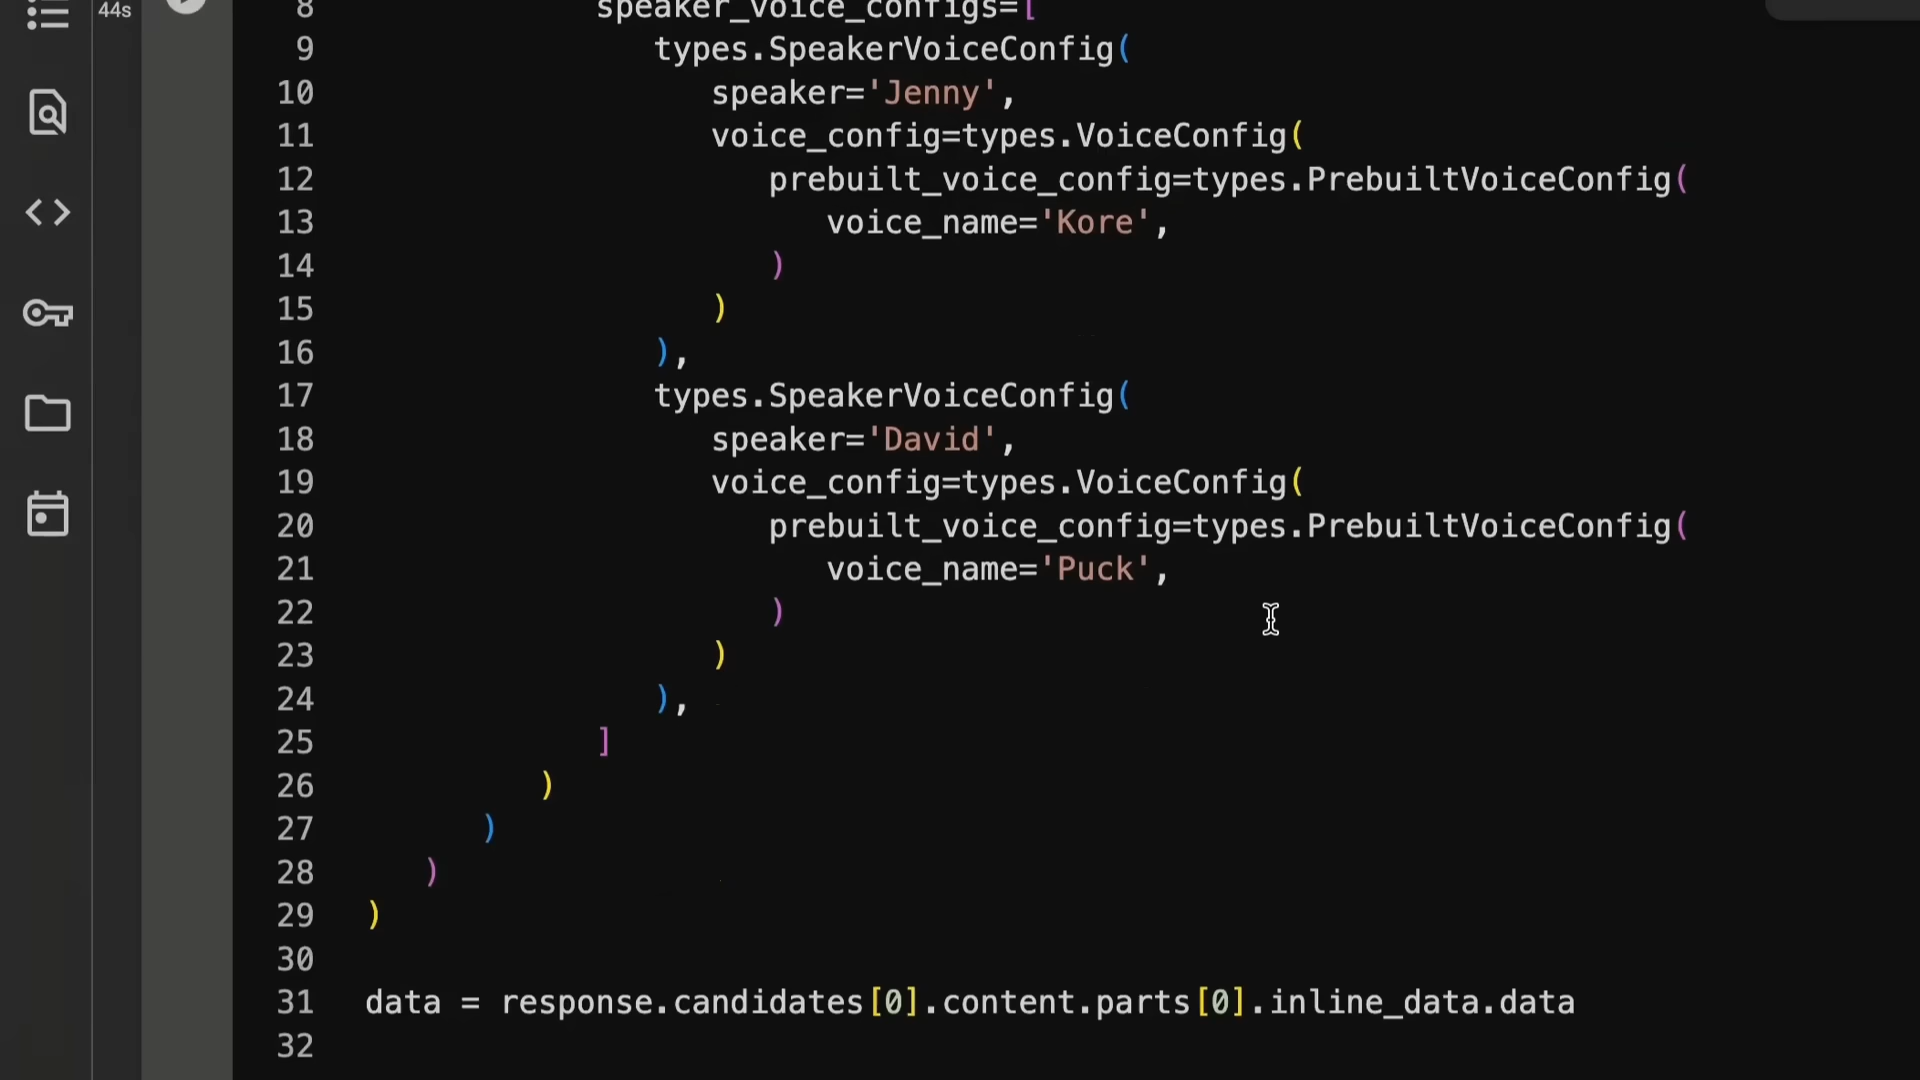 44s
8 speaker_voice_configs=[
9 types.SpeakerVoiceConfig(
10 speaker='Jenny',
11 voice_config=types.VoiceConfig(
12 prebuilt_voice_config=types.PrebuiltVoiceConfig(
13 voice_name='Kore',
14 )
15 )
16 ),
17 types.SpeakerVoiceConfig(
18 speaker='David',
19 voice_config=types.VoiceConfig(
20 prebuilt_voice_config=types.PrebuiltVoiceConfig(
21 voice_name='Puck',
22 )
23 )
24 ),
25 ]
26 )
27 )
28 )
29 )
30
31 data = response.candidates[0].content.parts[0].inline_data.data
32